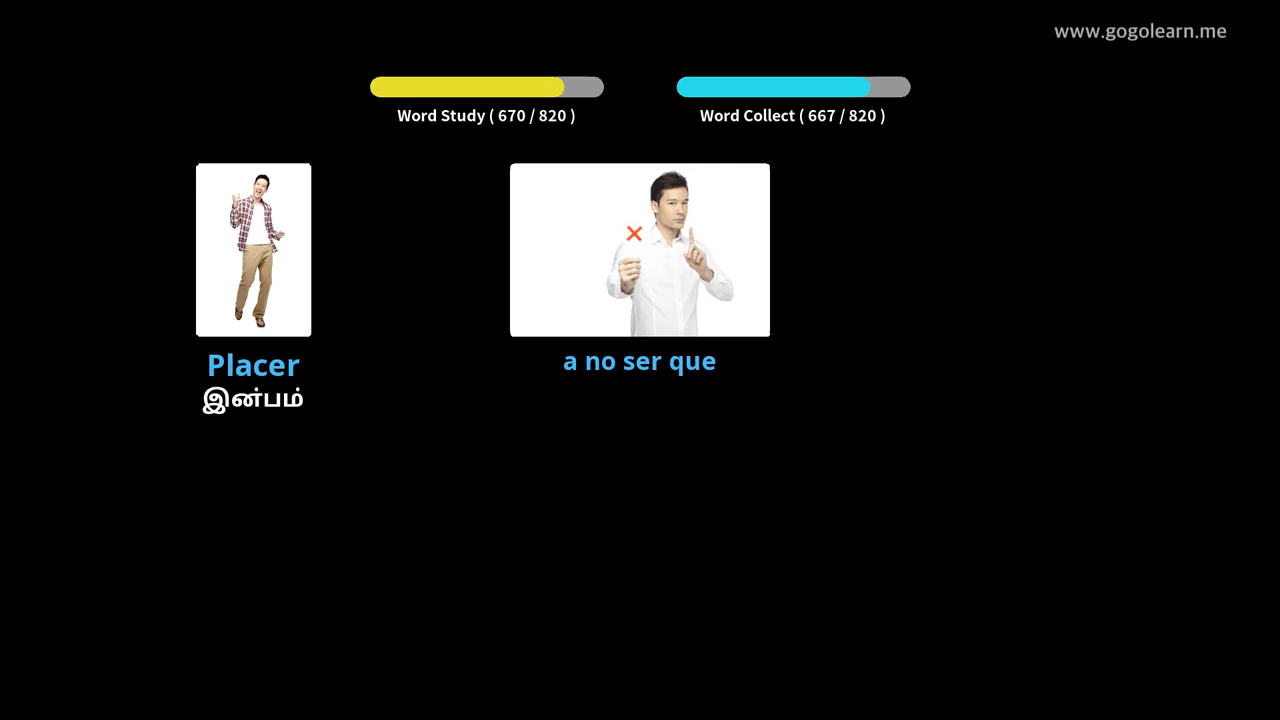 www.gogolearn.me
Word Study ( 670 / 820 )
Word Collect ( 667 / 820 )
Placer
இன்பம்
a no ser que